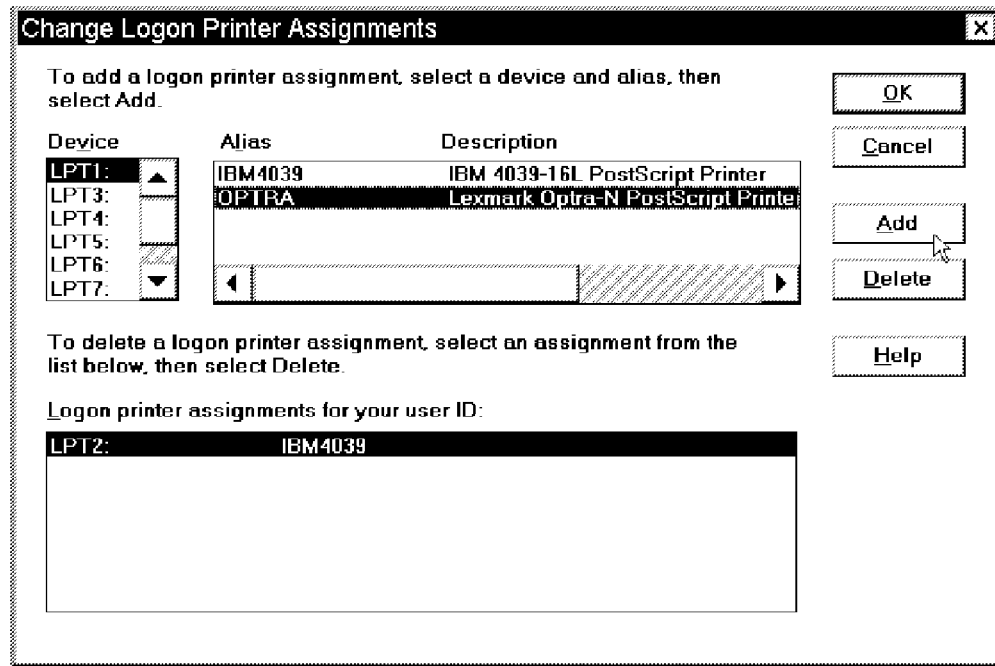 Change Logon Printer Assignments
To add a logon printer assignment, select a device and alias, then
select Add.
OK
Device Alias Description
Cancel
LPT1: IBM4039 IBM 4039-16L PostScript Printer
LPT3: OPTRA Lexmark Optra-N PostScript Printe
LPT4:
Add
LPT5:
LPT6:
Delete
LPT7:
To delete a logon printer assignment, select an assignment from the
Help
list below, then select Delete.
Logon printer assignments for your user ID:
LPT2: IBM4039